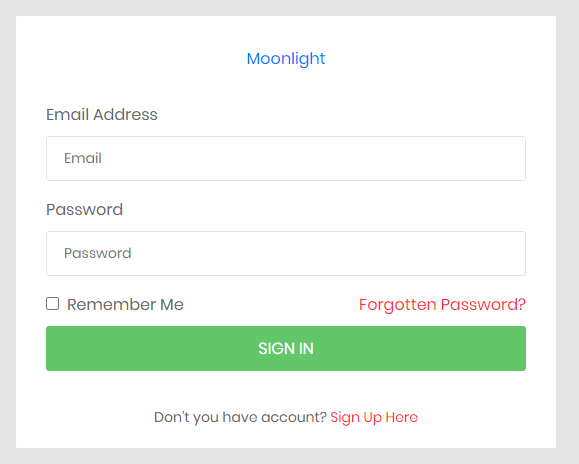 Moonlight
Email Address
Email
Password
Password
Remember Me Forgotten Password?
SIGN IN
Don't you have account? Sign Up Here